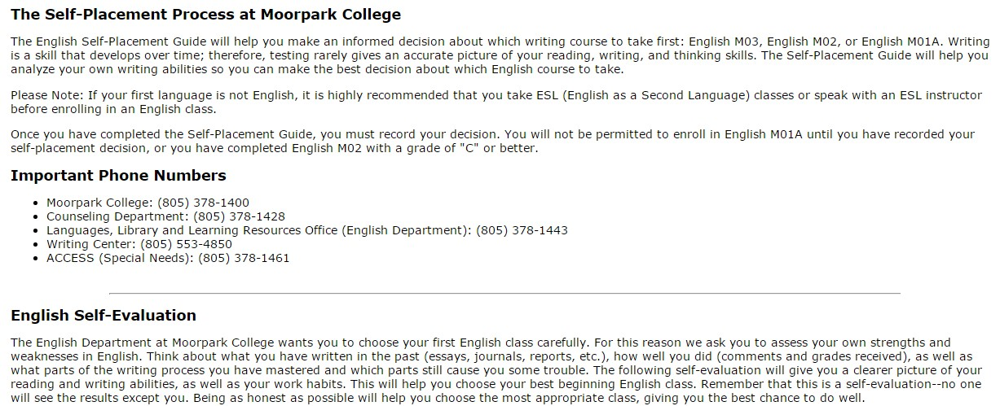 The Self-Placement Process at Moorpark College
The English Self-Placement Guide will help you make an informed decision about which writing course to take first: English M03, English M02, or English M01A. Writing
is a skill that develops over time; therefore, testing rarely gives an accurate picture of your reading, writing, and thinking skills. The Self-Placement Guide will help you
analyze your own writing abilities so you can make the best decision about which English course to take.
Please Note: If your first language is not English, it is highly recommended that you take ESL (English as a Second Language) classes or speak with an ESL instructor
before enrolling in an English class.
Once you have completed the Self-Placement Guide, you must record your decision. You will not be permitted to enroll in English M01A until you have recorded your
self-placement decision, or you have completed English M02 with a grade of "C" or better.
Important Phone Numbers
• Moorpark College: (805) 378-1400
• Counseling Department: (805) 378-1428
• Languages, Library and Learning Resources Office (English Department): (805) 378-1443
• Writing Center: (805) 553-4850
• ACCESS (Special Needs): (805) 378-1461
English Self-Evaluation
The English Department at Moorpark College wants you to choose your first English class carefully. For this reason we ask you to assess your own strengths and
weaknesses in English. Think about what you have written in the past (essays, journals, reports, etc.), how well you did (comments and grades received), as well as
what parts of the writing process you have mastered and which parts still cause you some trouble. The following self-evaluation will give you a clearer picture of your
reading and writing abilities, as well as your work habits. This will help you choose your best beginning English class. Remember that this is a self-evaluation--no one
will see the results except you. Being as honest as possible will help you choose the most appropriate class, giving you the best chance to do well.